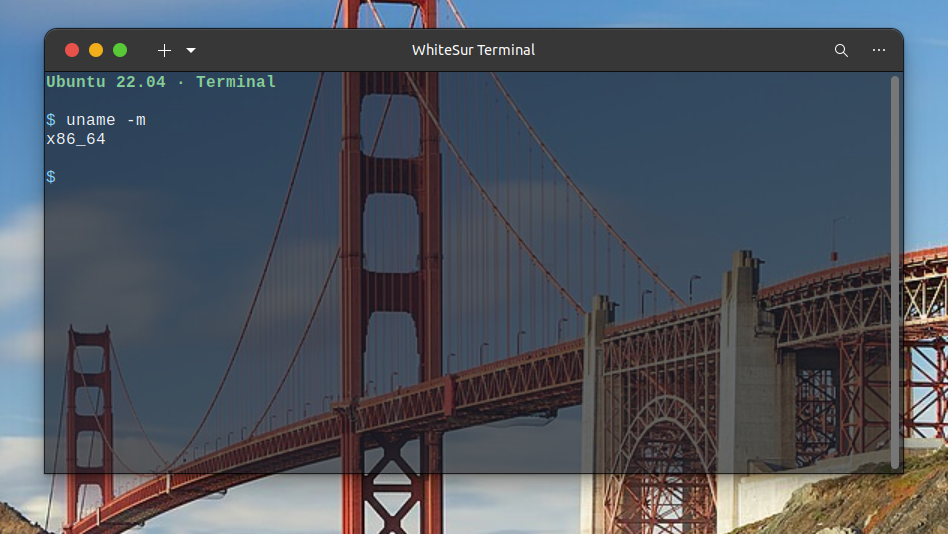 WhiteSur Terminal
Ubuntu 22.04 · Terminal
$ uname -m
x86_64
$